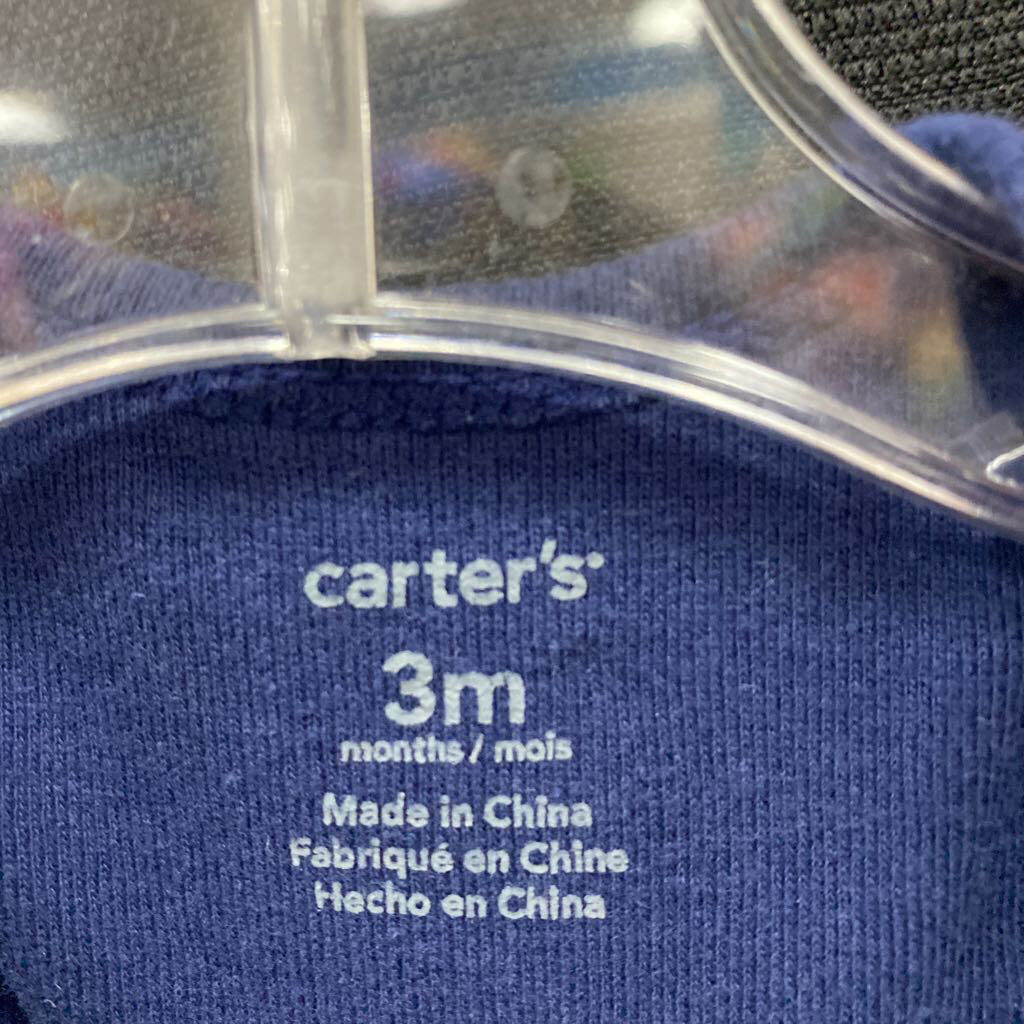 carter's
3m
months / mois
Made in China
Fabriqué en Chine
Hecho en China